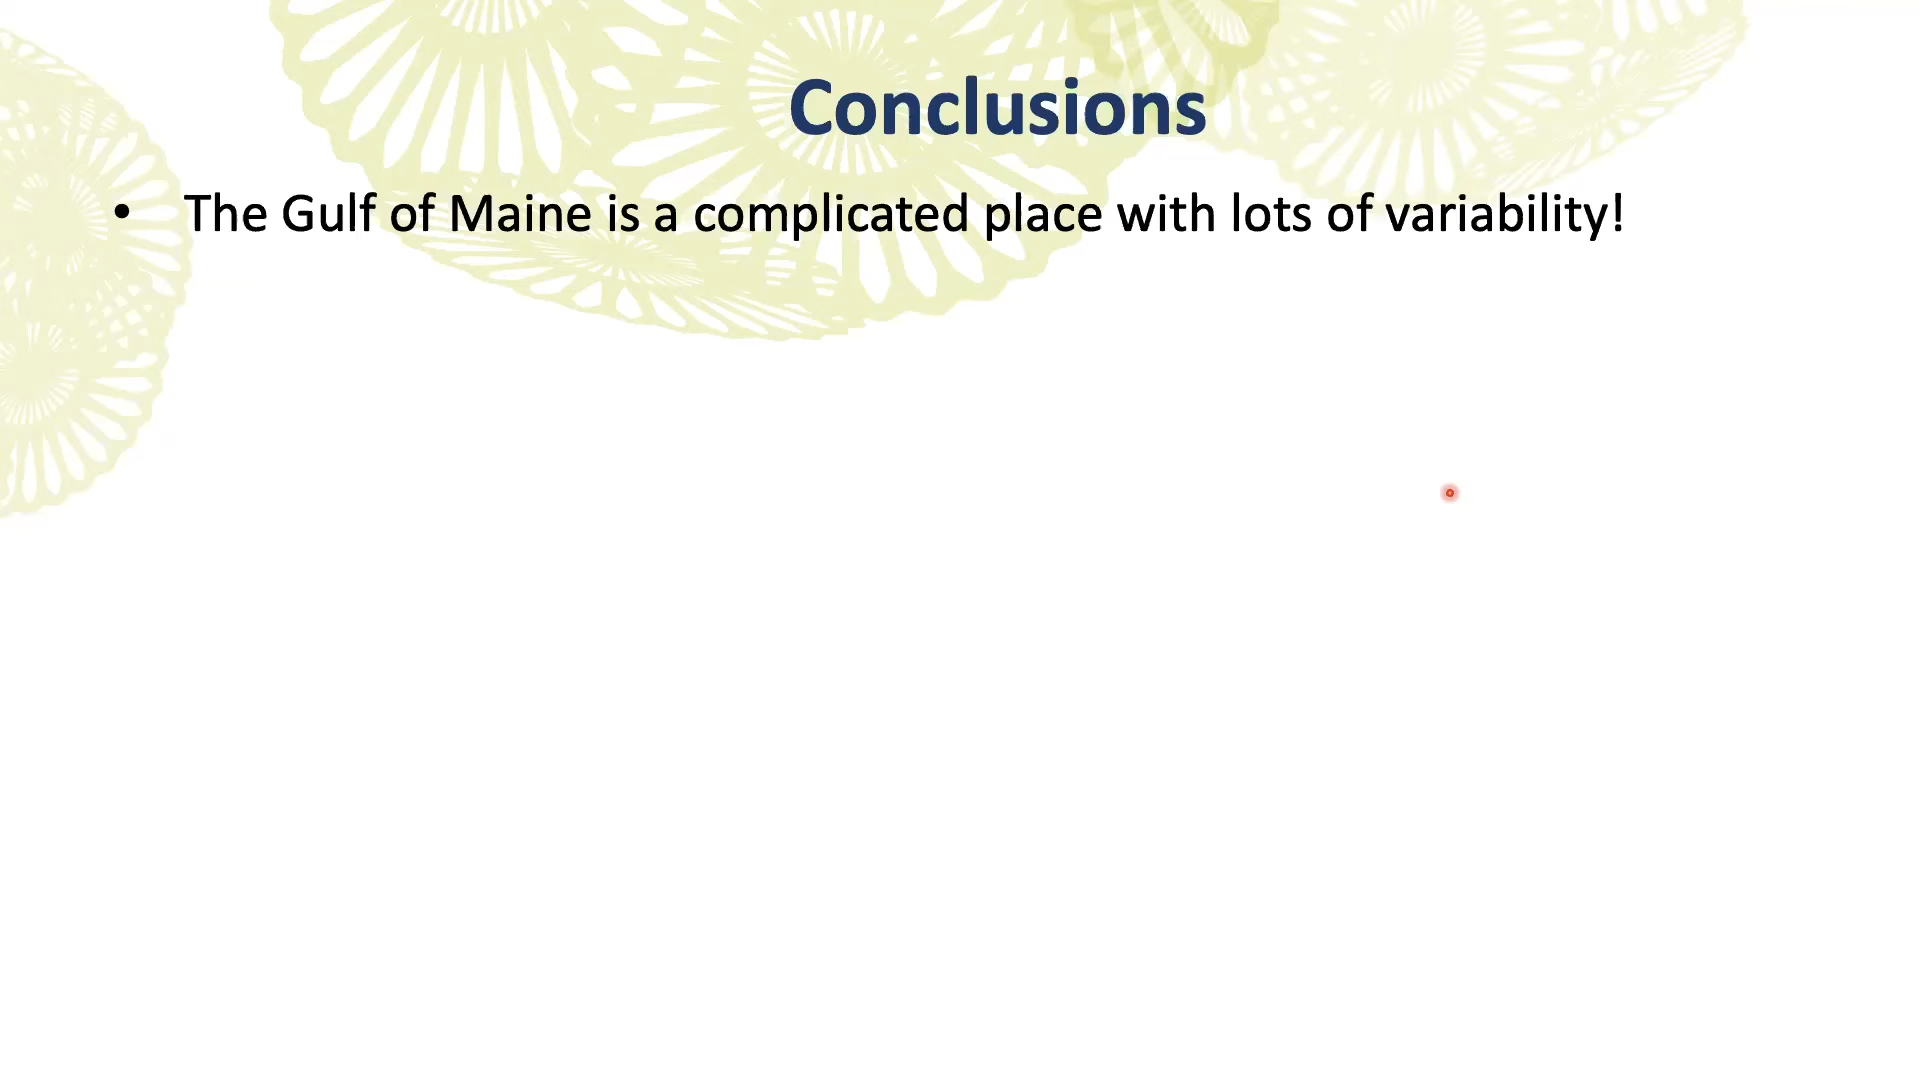 Conclusions
• The Gulf of Maine is a complicated place with lots of variability!